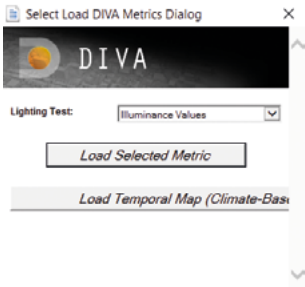 Select Load DIVA Metrics Dialog
DIVA
Lighting Test: Illuminance Values
Load Selected Metric
Load Temporal Map (Climate-Base